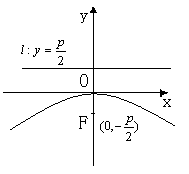 y
l : y = p/2
0
x
F
(0, -p/2)